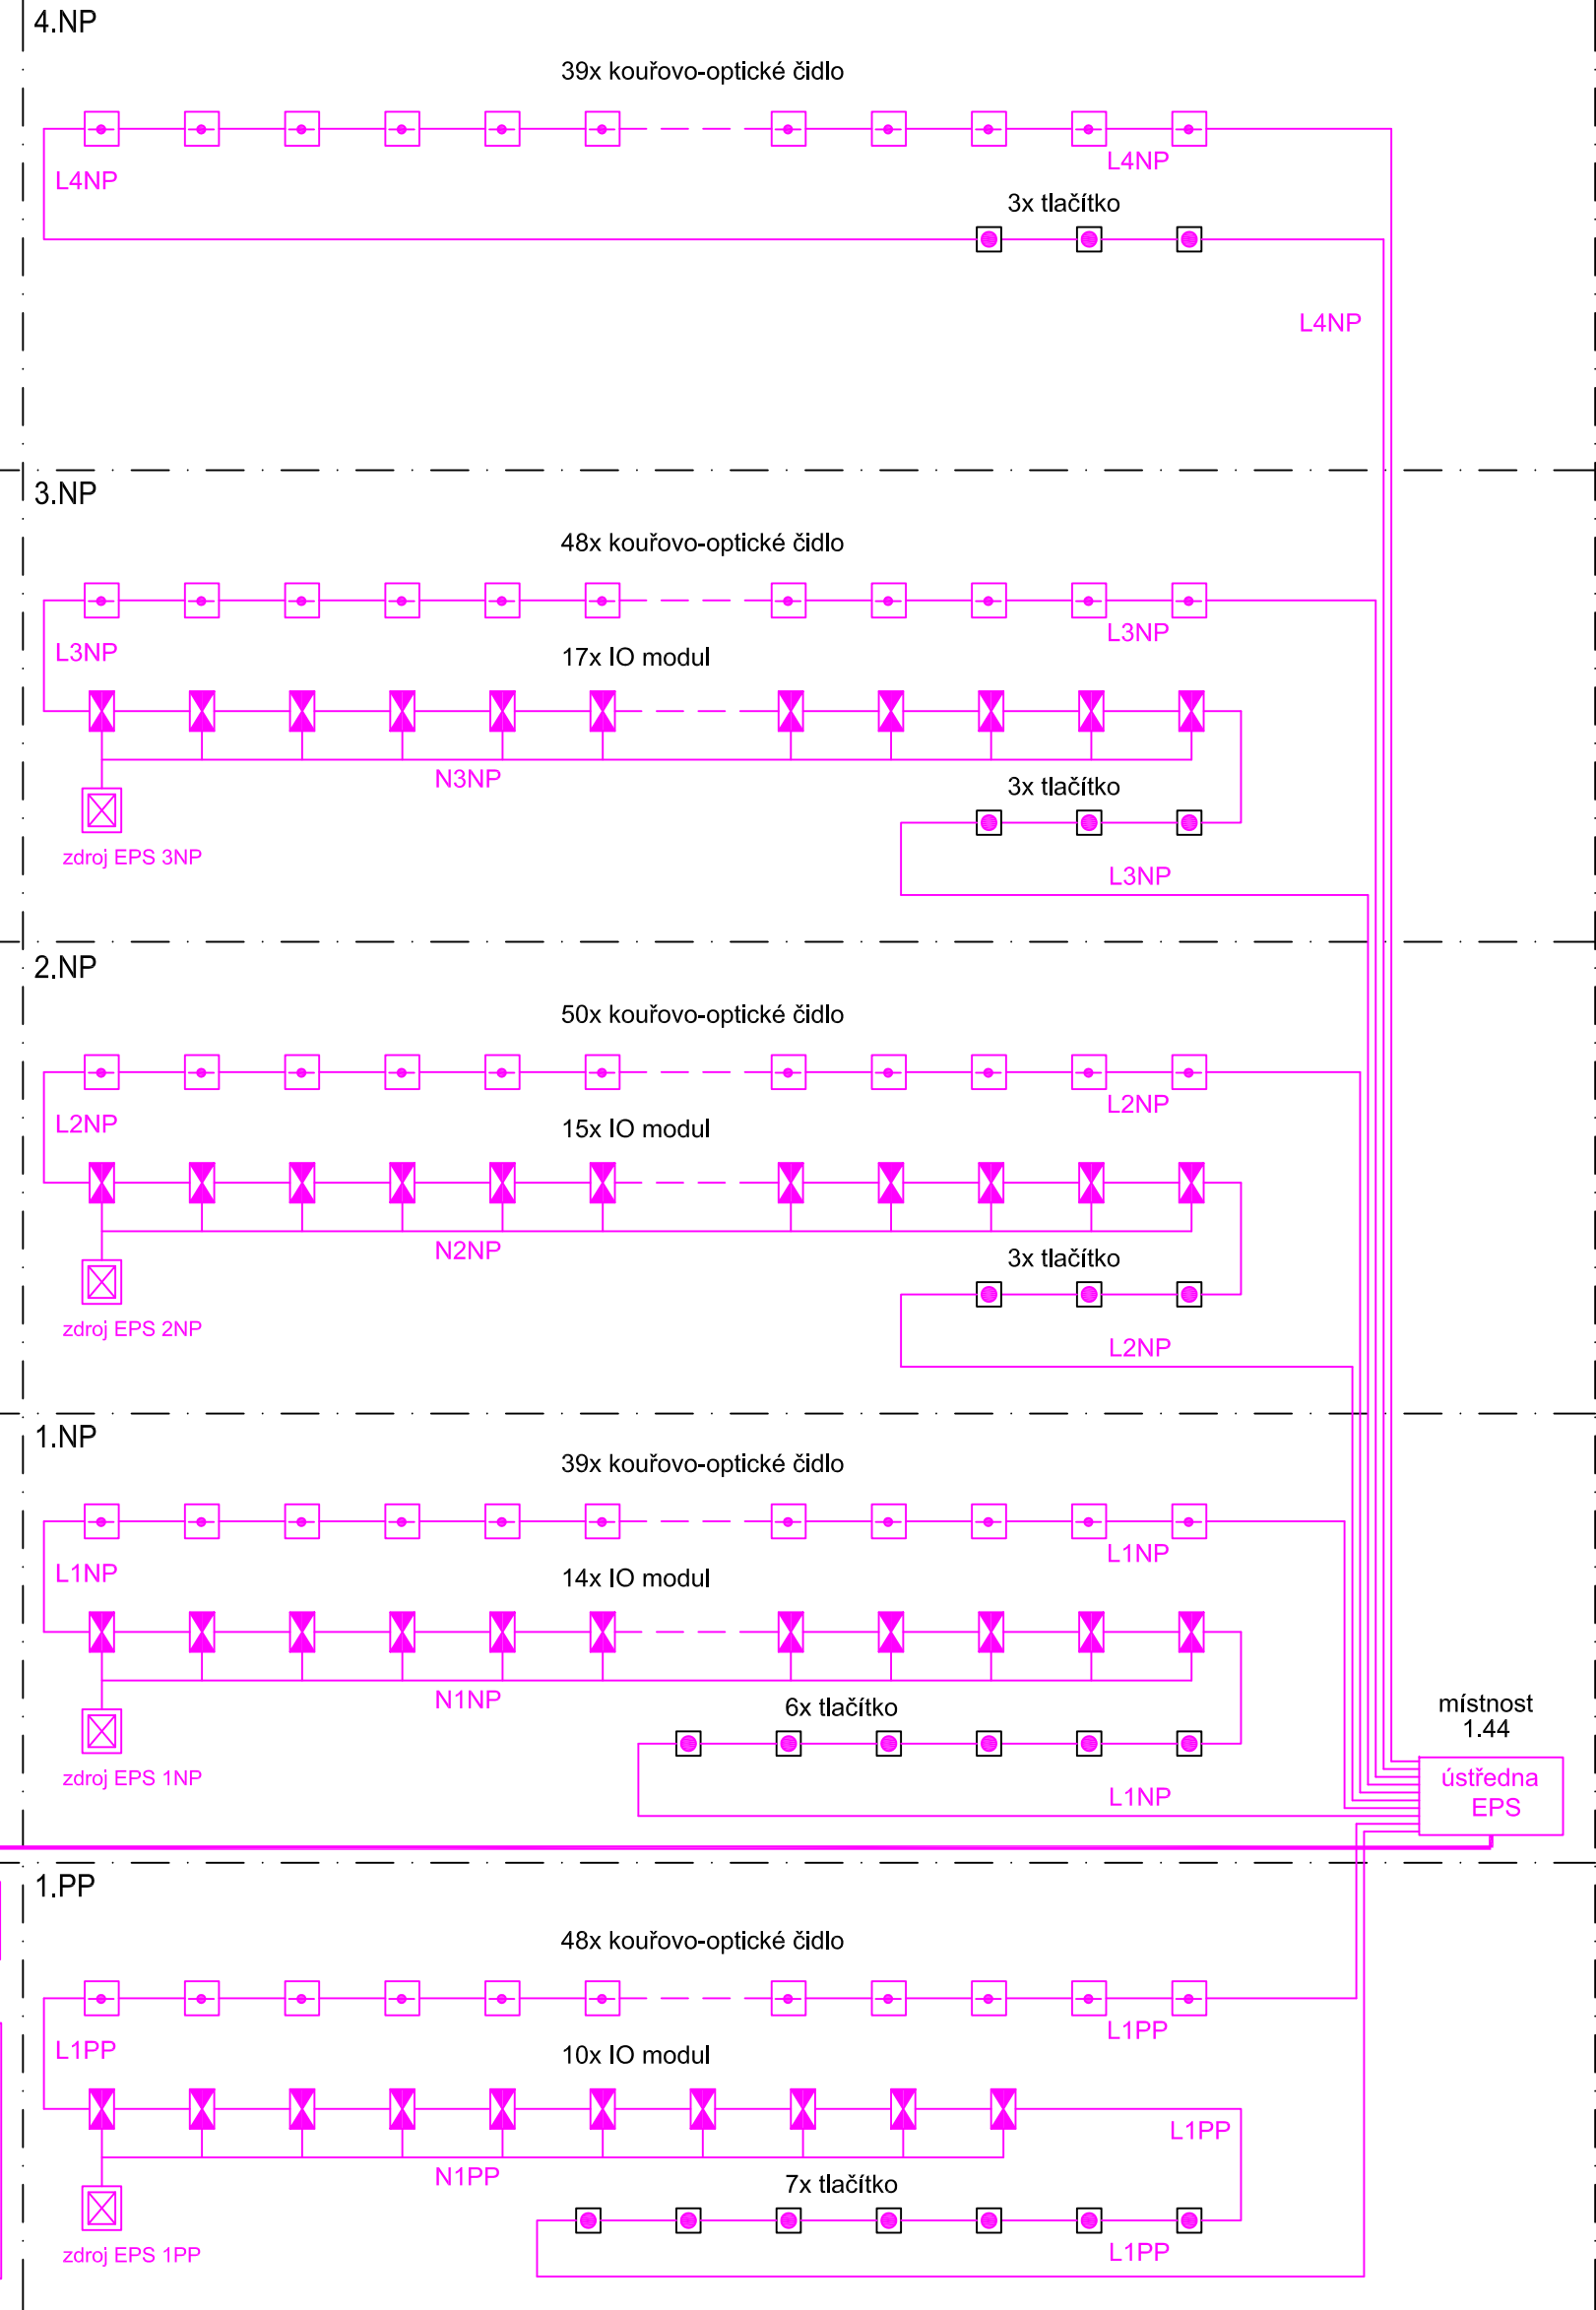 4.NP
39x kouřovo-optické čidlo
L4NP
L4NP
3x tlačítko
L4NP
3.NP
48x kouřovo-optické čidlo
L3NP
L3NP
17x IO modul
N3NP
3x tlačítko
zdroj EPS 3NP
L3NP
2.NP
50x kouřovo-optické čidlo
L2NP
L2NP
15x IO modul
N2NP
3x tlačítko
zdroj EPS 2NP
L2NP
1.NP
39x kouřovo-optické čidlo
L1NP
L1NP
14x IO modul
N1NP
6x tlačítko
místnost
1.44
zdroj EPS 1NP
L1NP
ústředna
EPS
1.PP
48x kouřovo-optické čidlo
L1PP
L1PP
10x IO modul
L1PP
N1PP
7x tlačítko
zdroj EPS 1PP
L1PP